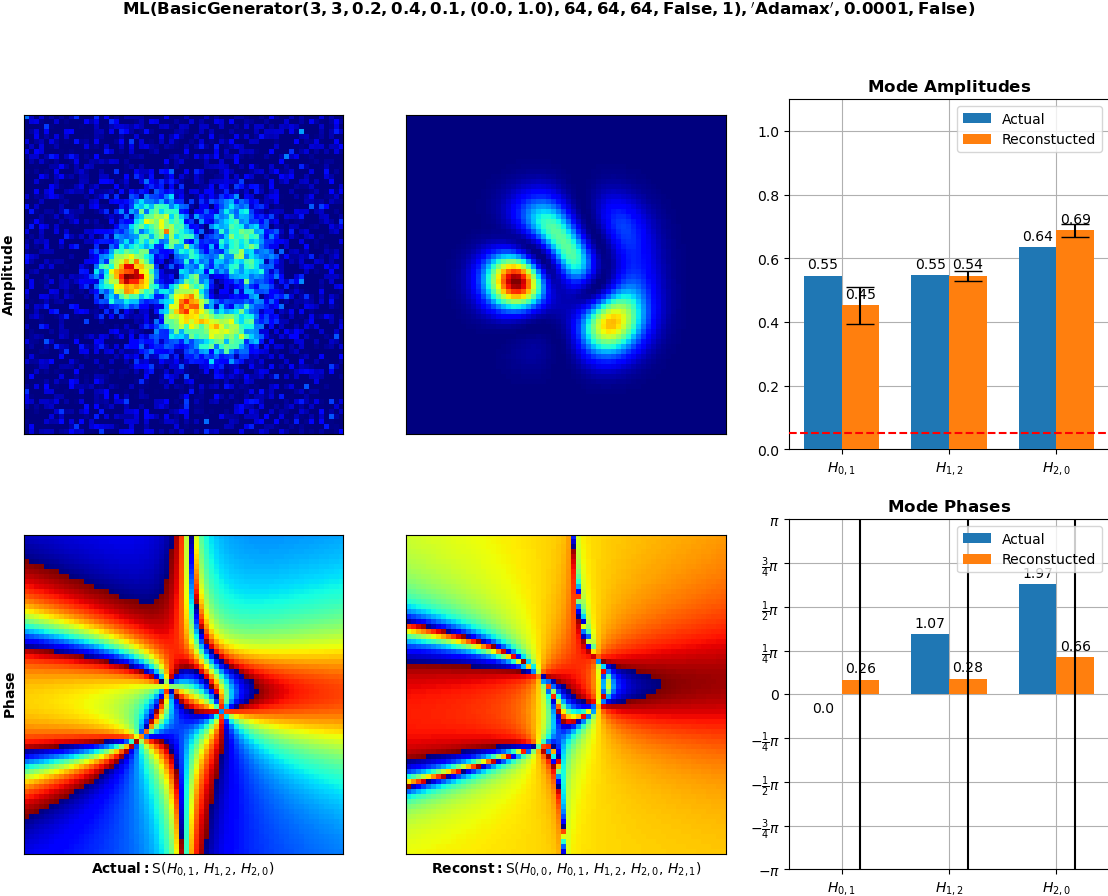 ML(BasicGenerator(3, 3, 0.2, 0.4, 0.1, (0.0, 1.0), 64, 64, 64, False, 1), ′Adamax′, 0.0001, False)
Amplitude
Mode Amplitudes
Actual
Reconstucted
1.0
0.8
0.6
0.4
0.2
0.0
0.55
0.45
0.55
0.54
0.64
0.69
H0, 1
H1, 2
H2, 0
Phase
Actual: S(H0, 1, H1, 2, H2, 0)
Reconst: S(H0, 0, H0, 1, H1, 2, H2, 0, H2, 1)
Mode Phases
Actual
Reconstucted
π
3/4π
1/2π
1/4π
0
−1/4π
−1/2π
−3/4π
−π
0.0
0.26
1.07
0.28
1.97
0.66
H0, 1
H1, 2
H2, 0